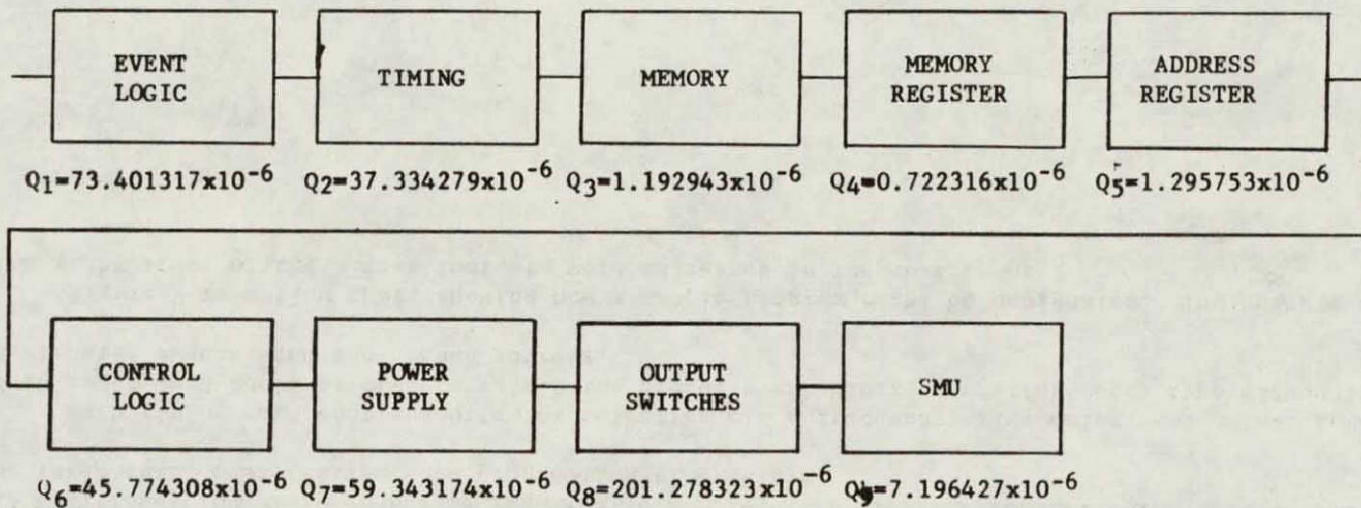 EVENT LOGIC
TIMING
MEMORY
MEMORY REGISTER
ADDRESS REGISTER
Q1=73.401317x10-6
Q2=37.334279x10-6
Q3=1.192943x10-6
Q4=0.722316x10-6
Q5=1.295753x10-6
CONTROL LOGIC
POWER SUPPLY
OUTPUT SWITCHES
SMU
Q6=45.774308x10-6
Q7=59.343174x10-6
Q8=201.278323x10-6
Q9=7.196427x10-6